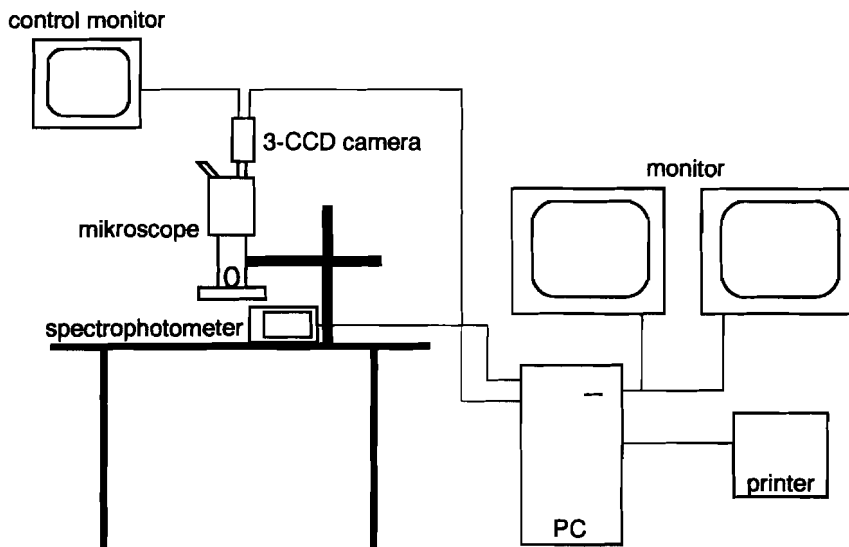 control monitor
3-CCD camera
monitor
mikroscope
spectrophotometer
printer
PC